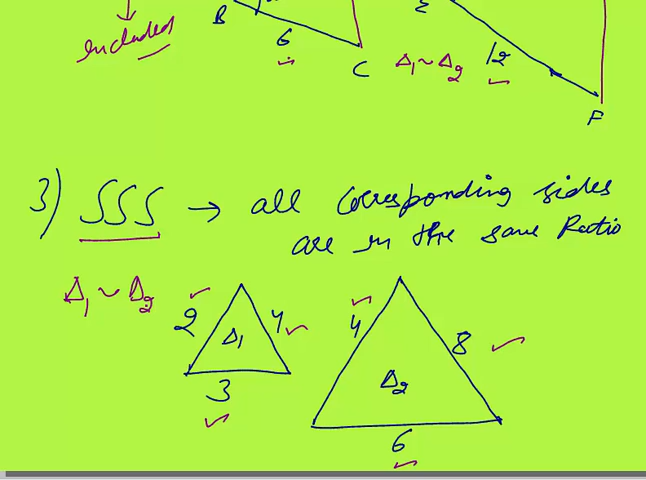 included
B
6
C
E
Δ₁ ~ Δ₂
12
F
3) SSS → all corresponding sides
are in the same Ratio
Δ₁ ~ Δ₂
2
4
Δ₁
3
4
8
Δ₂
6